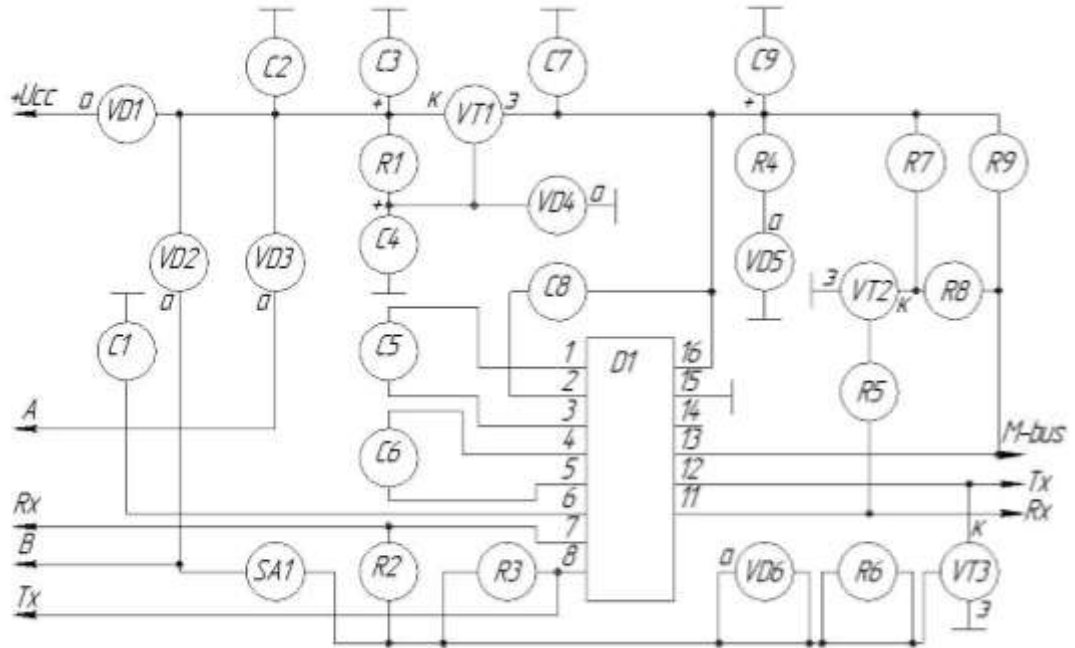 C2 C3 C7 C9
+Ucc а VD1 + К VT1 э +
R1 R4 R7 R9
+ VD4 а
C4 а
VD2 VD3 C8 VD5 э VT2 К R8
а а
C1 C5 1 D1 16
2 15 R5
A 3 14
C6 4 13 M-bus
5 12 Tx
Rx 6 11 Rx
7 К
B SA1 R2 R3 8 а VD6 R6 VT3
Tx э